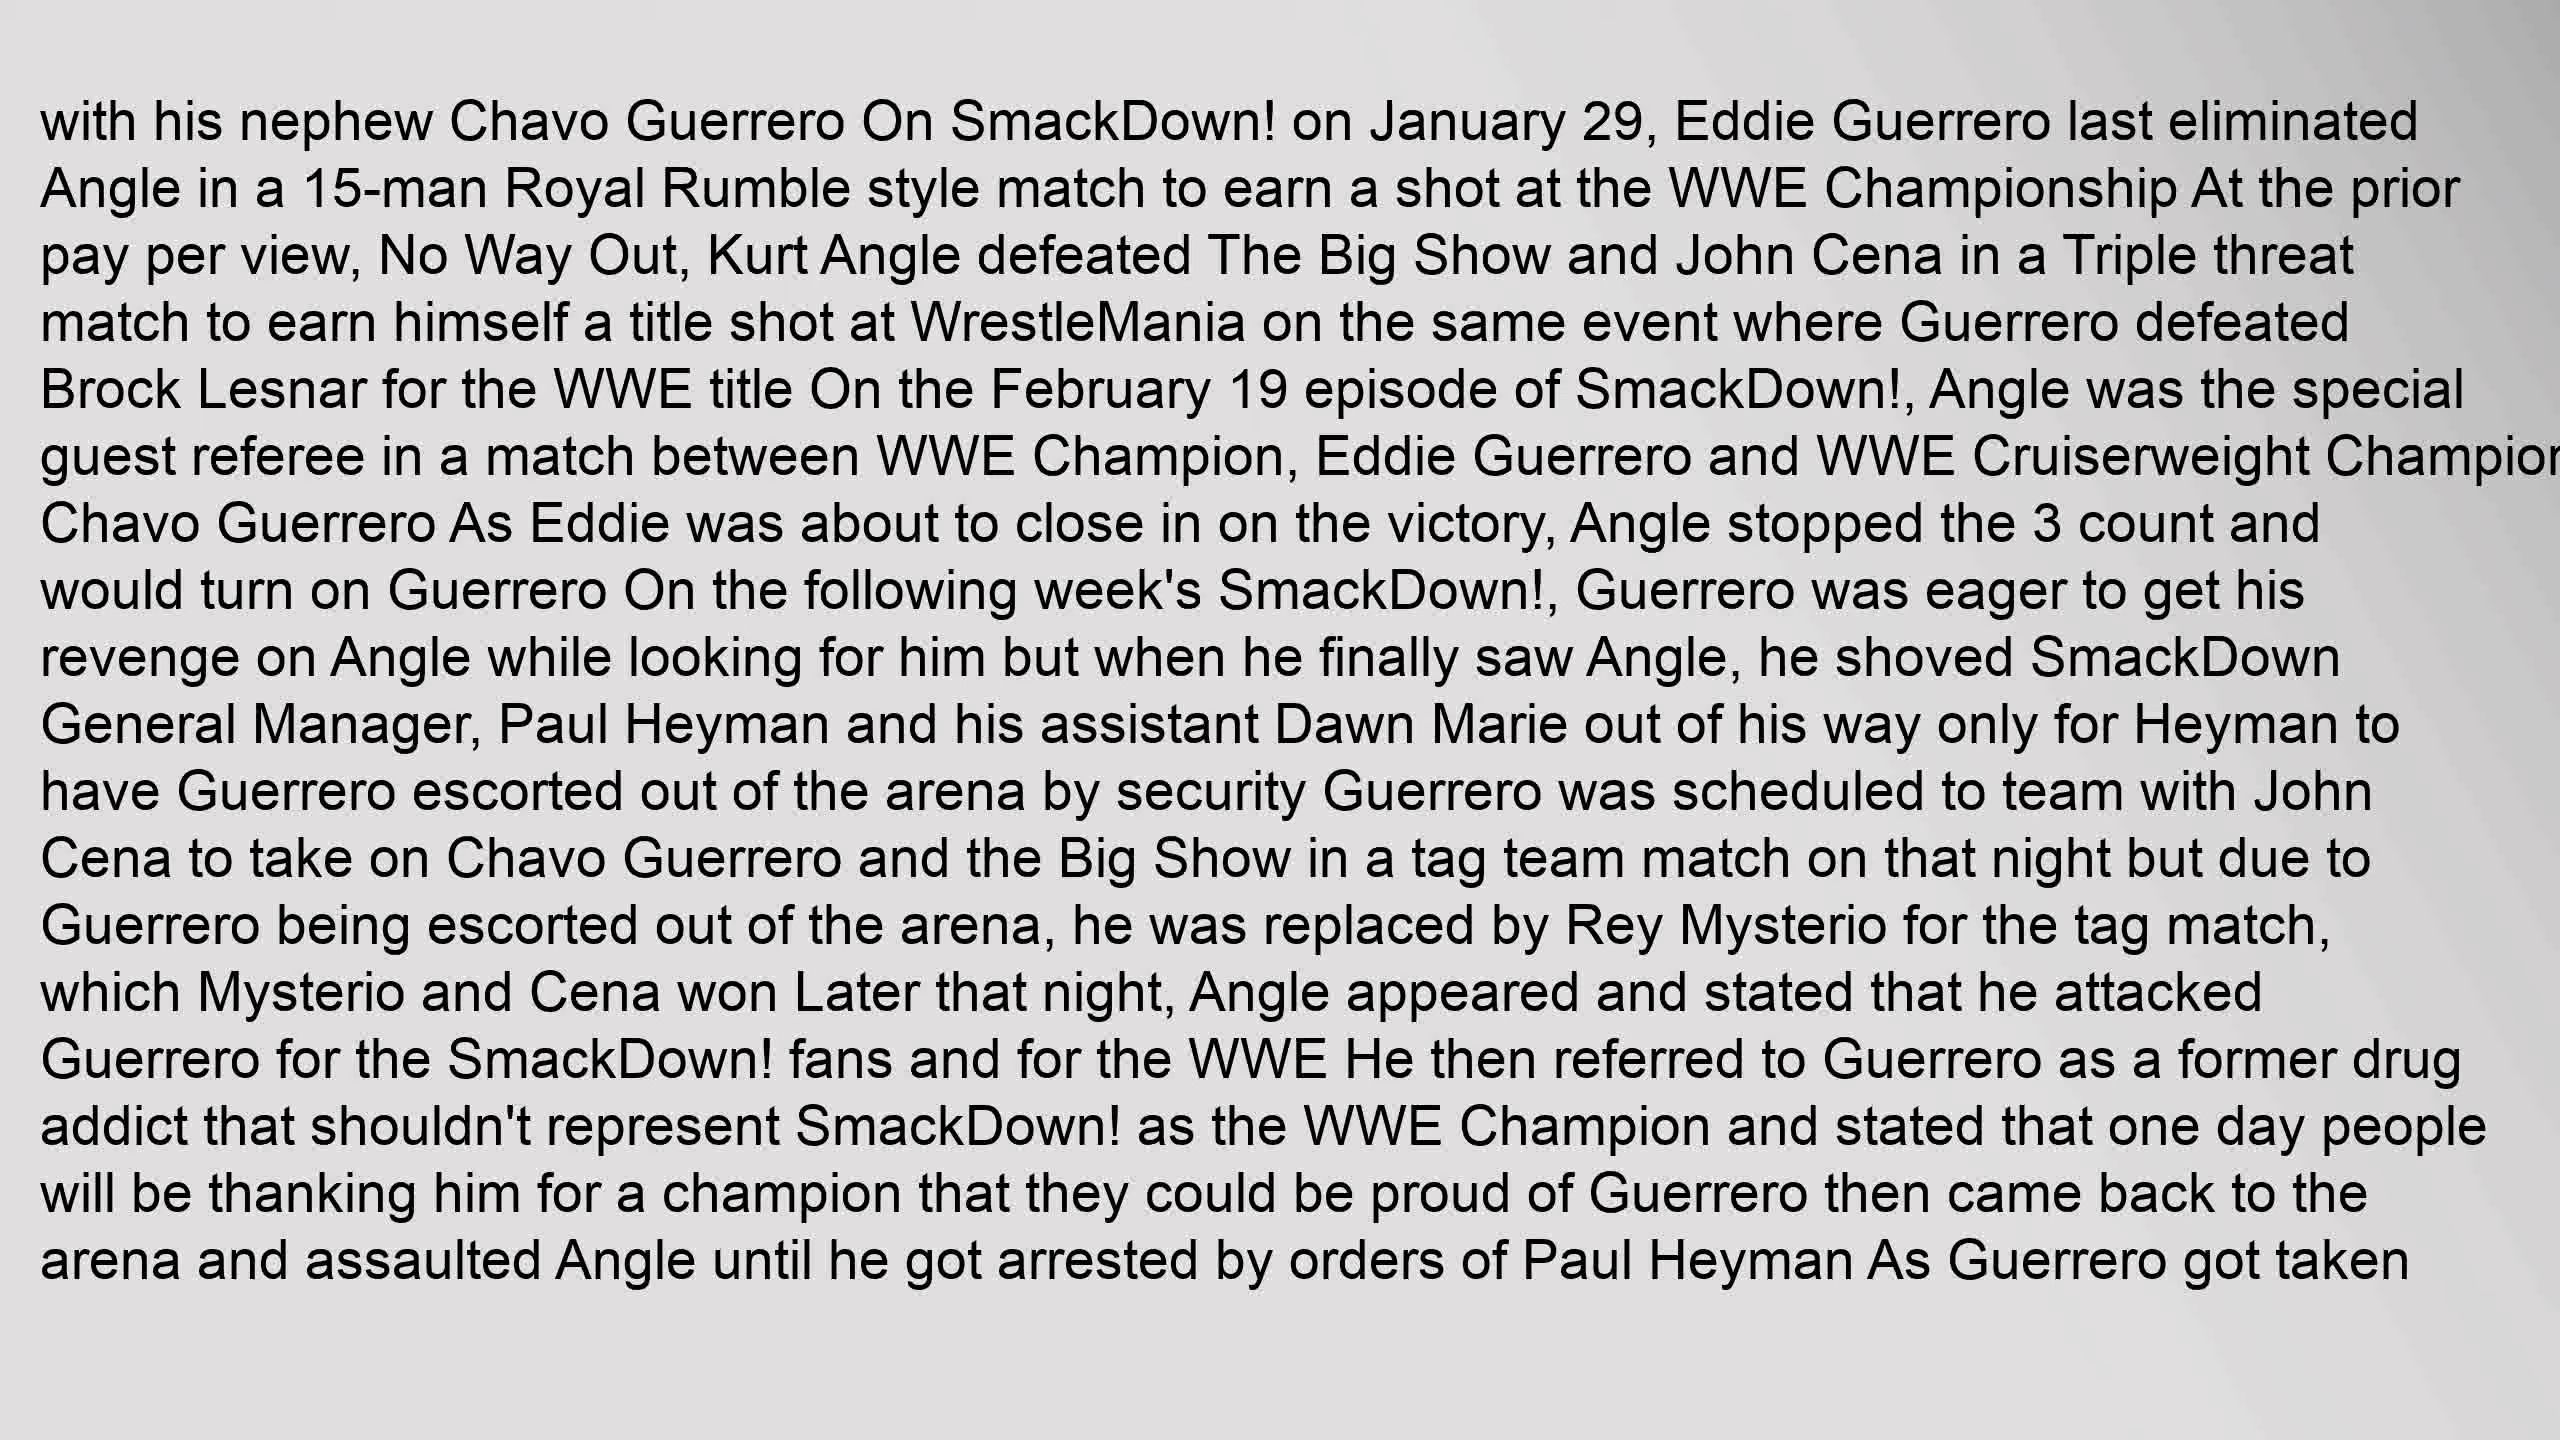 with his nephew Chavo Guerrero On SmackDown! on January 29, Eddie Guerrero last eliminated
Angle in a 15-man Royal Rumble style match to earn a shot at the WWE Championship At the prior
pay per view, No Way Out, Kurt Angle defeated The Big Show and John Cena in a Triple threat
match to earn himself a title shot at WrestleMania on the same event where Guerrero defeated
Brock Lesnar for the WWE title On the February 19 episode of SmackDown!, Angle was the special
guest referee in a match between WWE Champion, Eddie Guerrero and WWE Cruiserweight Champion
Chavo Guerrero As Eddie was about to close in on the victory, Angle stopped the 3 count and
would turn on Guerrero On the following week's SmackDown!, Guerrero was eager to get his
revenge on Angle while looking for him but when he finally saw Angle, he shoved SmackDown
General Manager, Paul Heyman and his assistant Dawn Marie out of his way only for Heyman to
have Guerrero escorted out of the arena by security Guerrero was scheduled to team with John
Cena to take on Chavo Guerrero and the Big Show in a tag team match on that night but due to
Guerrero being escorted out of the arena, he was replaced by Rey Mysterio for the tag match,
which Mysterio and Cena won Later that night, Angle appeared and stated that he attacked
Guerrero for the SmackDown! fans and for the WWE He then referred to Guerrero as a former drug
addict that shouldn't represent SmackDown! as the WWE Champion and stated that one day people
will be thanking him for a champion that they could be proud of Guerrero then came back to the
arena and assaulted Angle until he got arrested by orders of Paul Heyman As Guerrero got taken